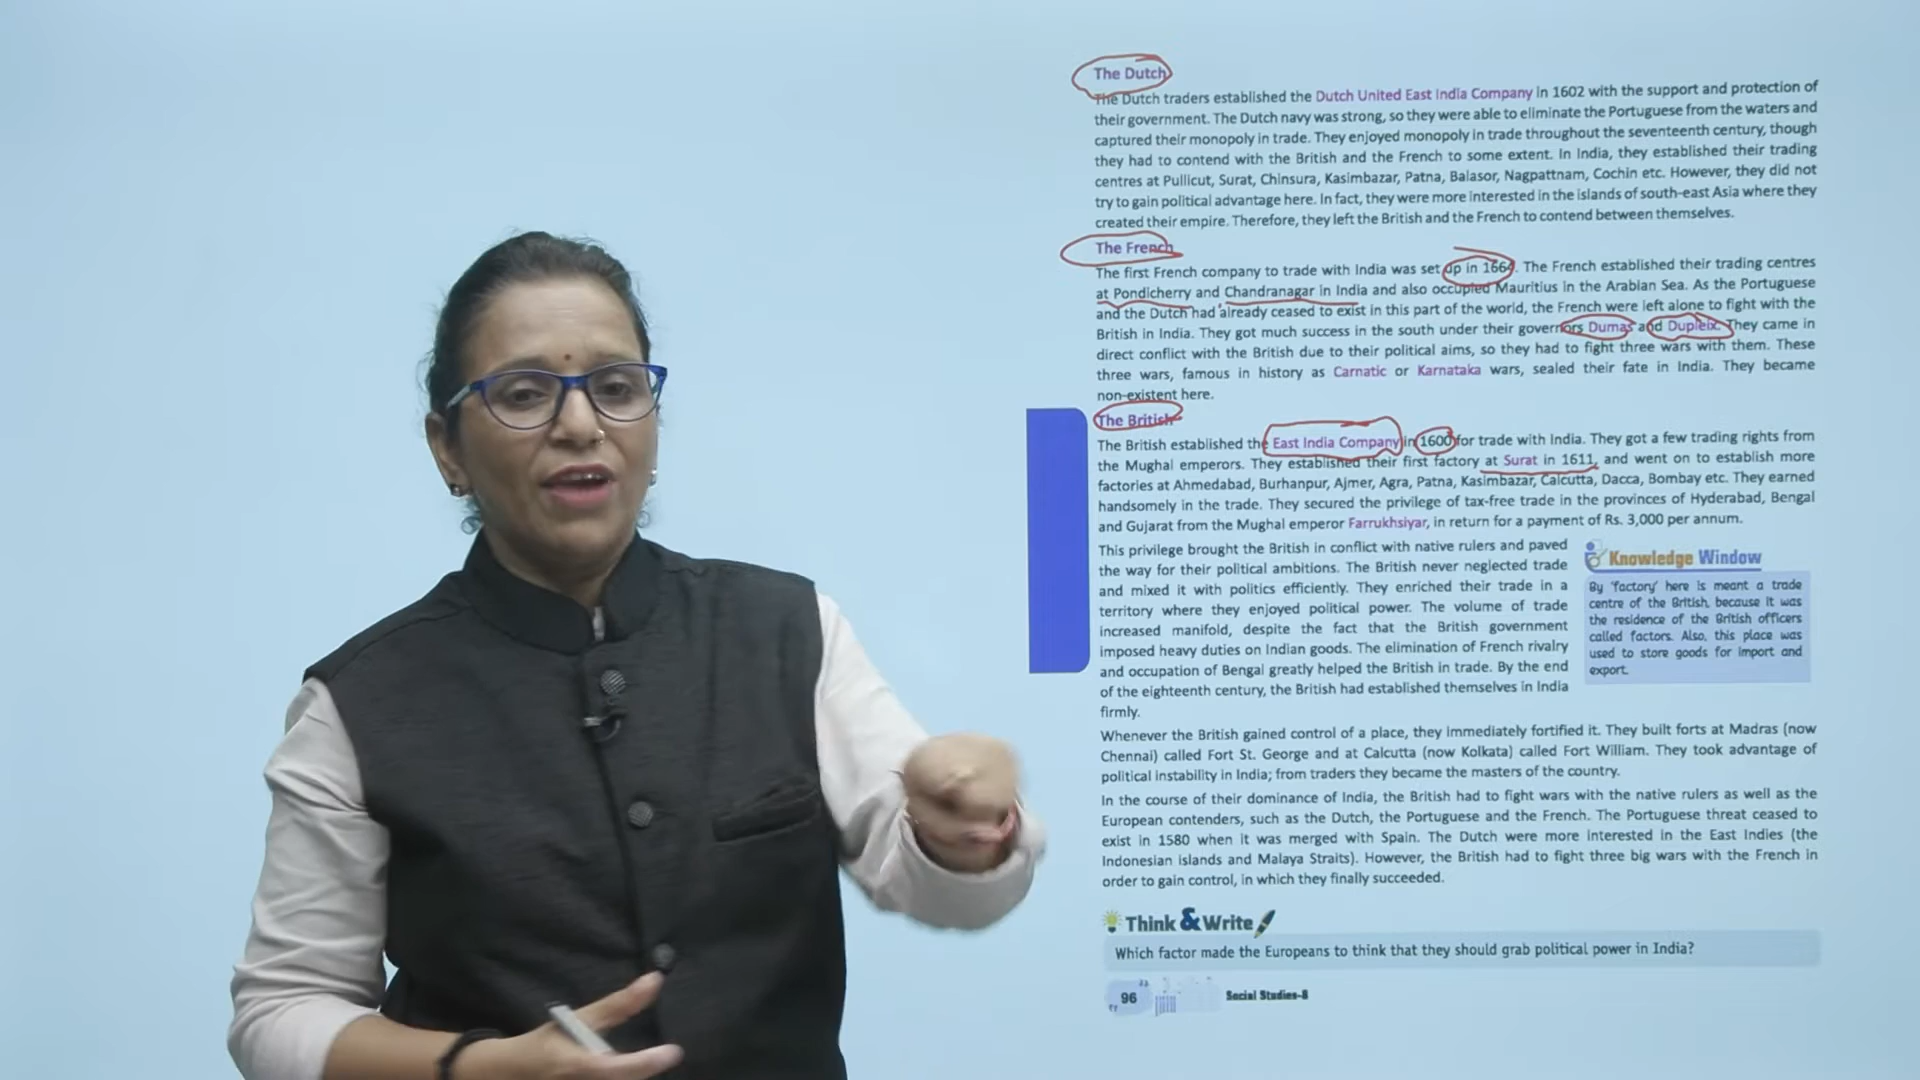 The Dutch
The Dutch traders established the Dutch United East India Company in 1602 with the support and protection of
their government. The Dutch navy was strong, so they were able to eliminate the Portuguese from the waters and
captured their monopoly in trade. They enjoyed monopoly in trade throughout the seventeenth century, though
they had to contend with the British and the French to some extent. In India, they established their trading
centres at Pullicut, Surat, Chinsura, Kasimbazar, Patna, Balasor, Nagpattnam, Cochin etc. However, they did not
try to gain political advantage here. In fact, they were more interested in the islands of south-east Asia where they
created their empire. Therefore, they left the British and the French to contend between themselves.
The French
The first French company to trade with India was set up in 1664. The French established their trading centres
at Pondicherry and Chandranagar in India and also occupied Mauritius in the Arabian Sea. As the Portuguese
and the Dutch had already ceased to exist in this part of the world, the French were left alone to fight with the
British in India. They got much success in the south under their governors Dumas and Dupleix. They came in
direct conflict with the British due to their political aims, so they had to fight three wars with them. These
three wars, famous in history as Carnatic or Karnataka wars, sealed their fate in India. They became
non-existent here.
The British
The British established the East India Company in 1600 for trade with India. They got a few trading rights from
the Mughal emperors. They established their first factory at Surat in 1611, and went on to establish more
factories at Ahmedabad, Burhanpur, Ajmer, Agra, Patna, Kasimbazar, Calcutta, Dacca, Bombay etc. They earned
handsomely in the trade. They secured the privilege of tax-free trade in the provinces of Hyderabad, Bengal
and Gujarat from the Mughal emperor Farrukhsiyar, in return for a payment of Rs. 3,000 per annum.
This privilege brought the British in conflict with native rulers and paved
the way for their political ambitions. The British never neglected trade
and mixed it with politics efficiently. They enriched their trade in a
territory where they enjoyed political power. The volume of trade
increased manifold, despite the fact that the British government
imposed heavy duties on Indian goods. The elimination of French rivalry
and occupation of Bengal greatly helped the British in trade. By the end
of the eighteenth century, the British had established themselves in India
firmly.
Knowledge Window
By 'factory' here is meant a trade
centre of the British, because it was
the residence of the British officers
called factors. Also, this place was
used to store goods for import and
export.
Whenever the British gained control of a place, they immediately fortified it. They built forts at Madras (now
Chennai) called Fort St. George and at Calcutta (now Kolkata) called Fort William. They took advantage of
political instability in India; from traders they became the masters of the country.
In the course of their dominance of India, the British had to fight wars with the native rulers as well as the
European contenders, such as the Dutch, the Portuguese and the French. The Portuguese threat ceased to
exist in 1580 when it was merged with Spain. The Dutch were more interested in the East Indies (the
Indonesian islands and Malaya Straits). However, the British had to fight three big wars with the French in
order to gain control, in which they finally succeeded.
Think & Write
Which factor made the Europeans to think that they should grab political power in India?
96
Social Studies-8